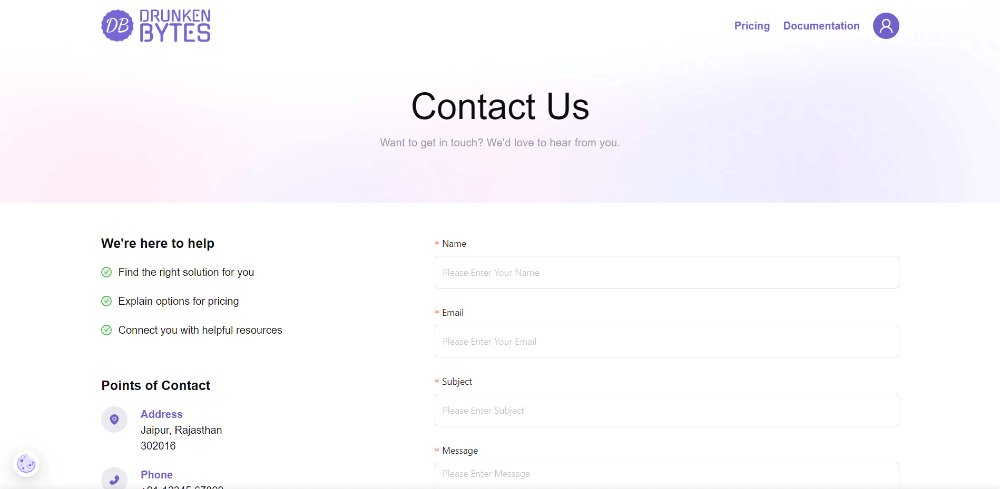 DB DRUNKEN
BYTES
Pricing Documentation
Contact Us
Want to get in touch? We'd love to hear from you.
We're here to help
Find the right solution for you
Explain options for pricing
Connect you with helpful resources
Points of Contact
Address
Jaipur, Rajasthan
302016
Phone
+91 12345 67890
* Name
Please Enter Your Name
* Email
Please Enter Your Email
* Subject
Please Enter Subject
* Message
Please Enter Message